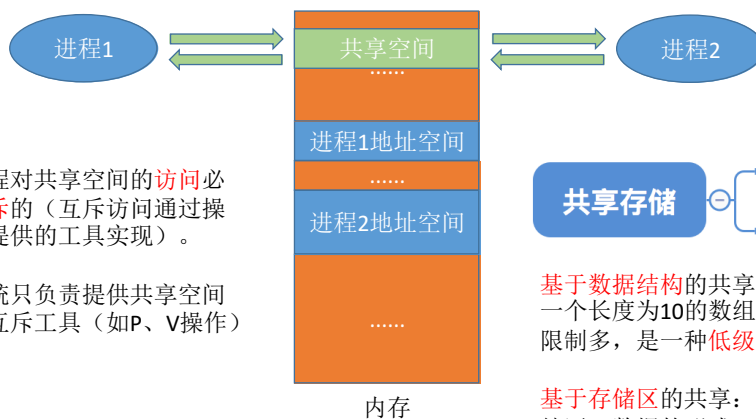 进程1
共享空间
进程2
......
进程1地址空间
......
进程2地址空间
......
内存
程对共享空间的访问必
斥的（互斥访问通过操
提供的工具实现）。
统只负责提供共享空间
互斥工具（如P、V操作）
共享存储
基于数据结构的共享
一个长度为10的数组
限制多，是一种低级
基于存储区的共享：